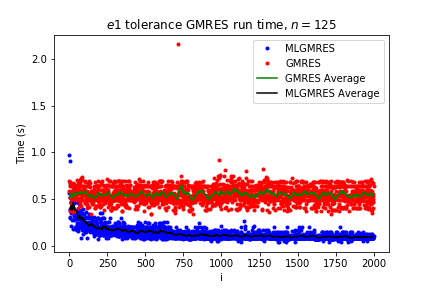 e1 tolerance GMRES run time, n = 125
MLGMRES
GMRES
GMRES Average
MLGMRES Average
Time (s)
2.0
1.5
1.0
0.5
0.0
0 250 500 750 1000 1250 1500 1750 2000
i